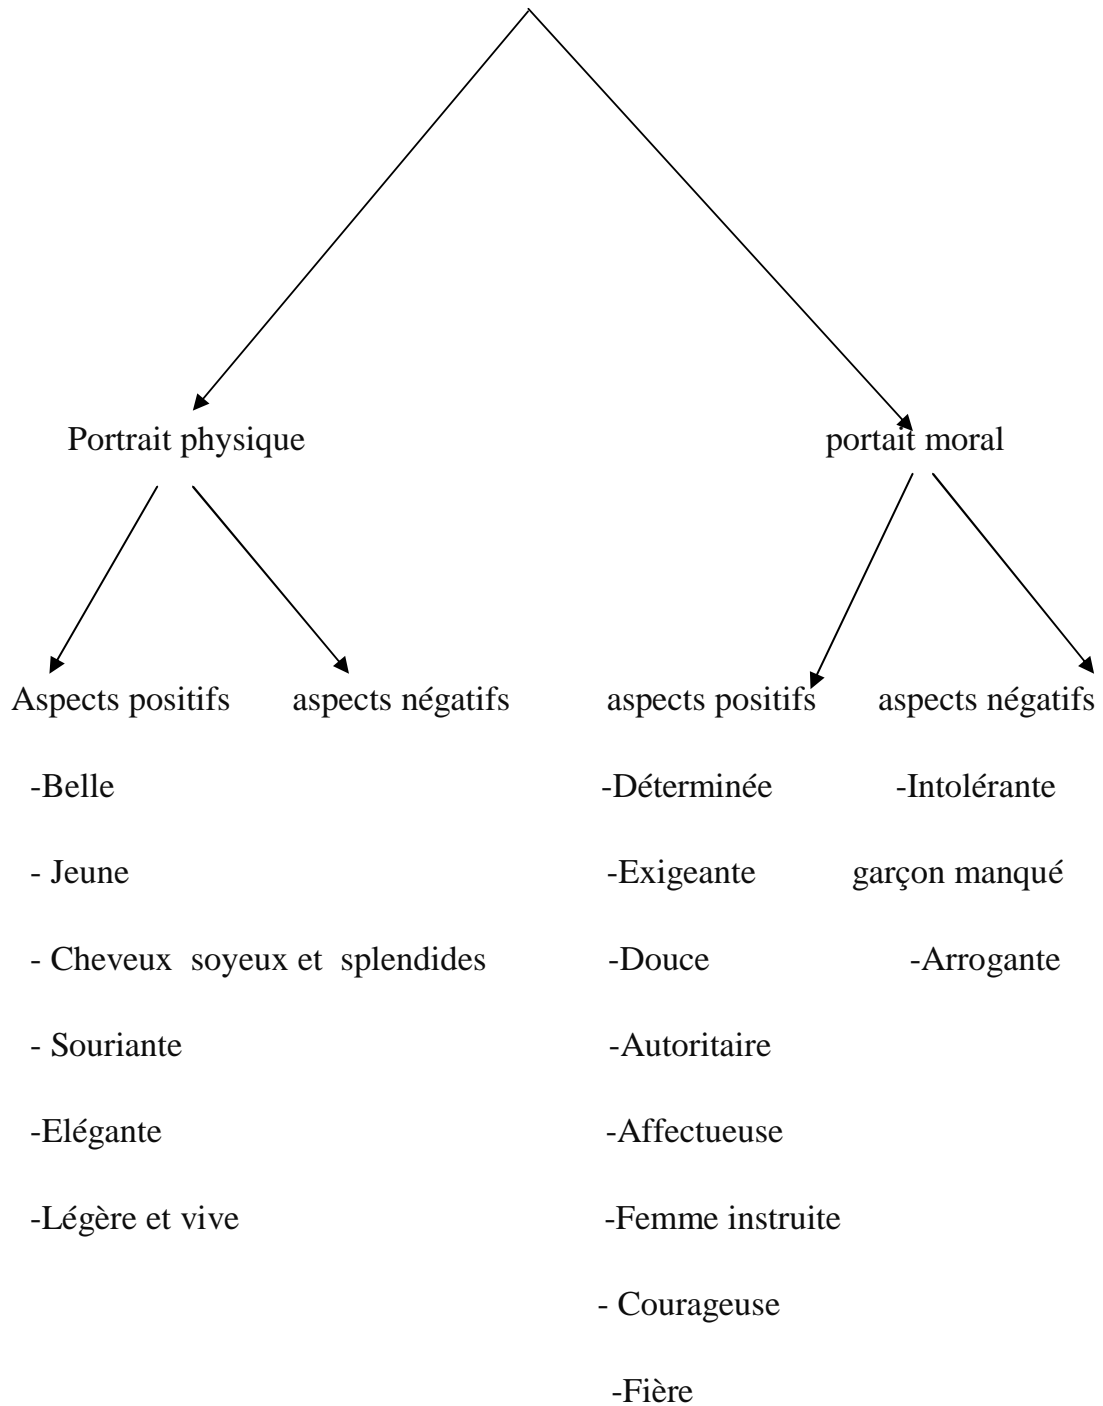 Portrait physique portait moral
Aspects positifs aspects négatifs aspects positifs aspects négatifs
-Belle -Déterminée -Intolérante
- Jeune -Exigeante garçon manqué
- Cheveux soyeux et splendides -Douce -Arrogante
- Souriante -Autoritaire
-Elégante -Affectueuse
-Légère et vive -Femme instruite
- Courageuse
-Fière